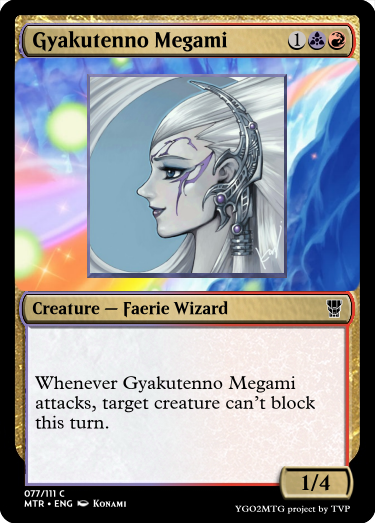 Gyakutenno Megami 1
Creature — Faerie Wizard
Whenever Gyakutenno Megami
attacks, target creature can't block
this turn.
1/4
077/111 C
MTR • ENG Konami
YGO2MTG project by TVP